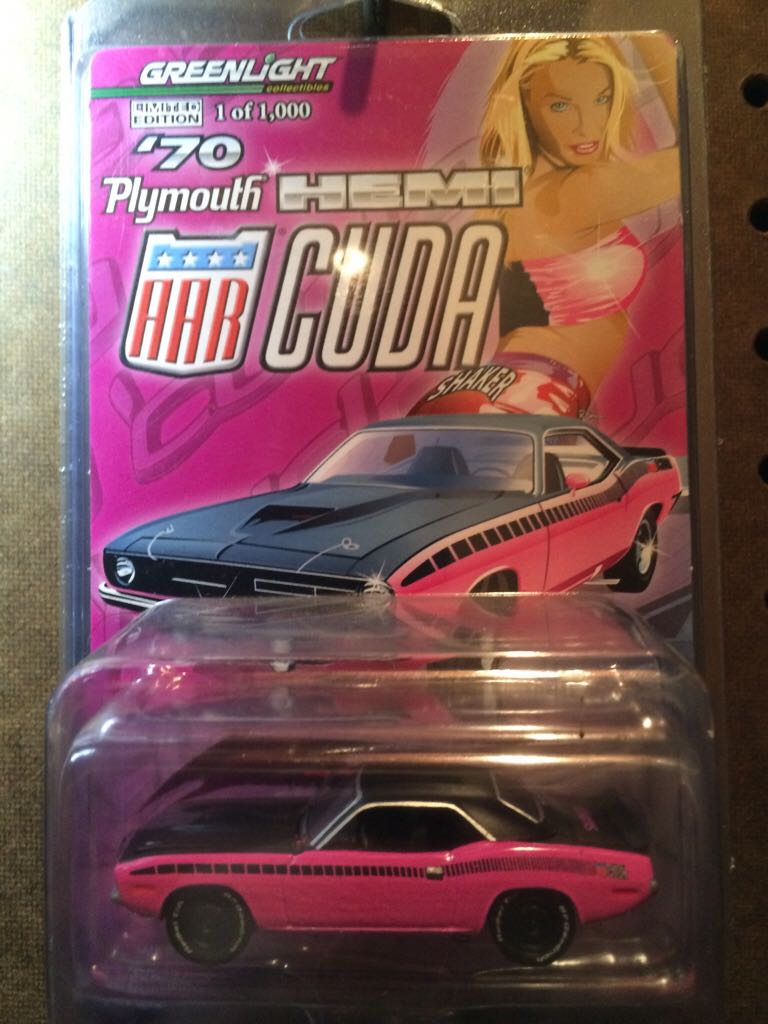 GREENLIGHT
collectibles
LIMITED EDITION 1 of 1,000
'70
Plymouth HEMI
AAR CUDA
SHAKER